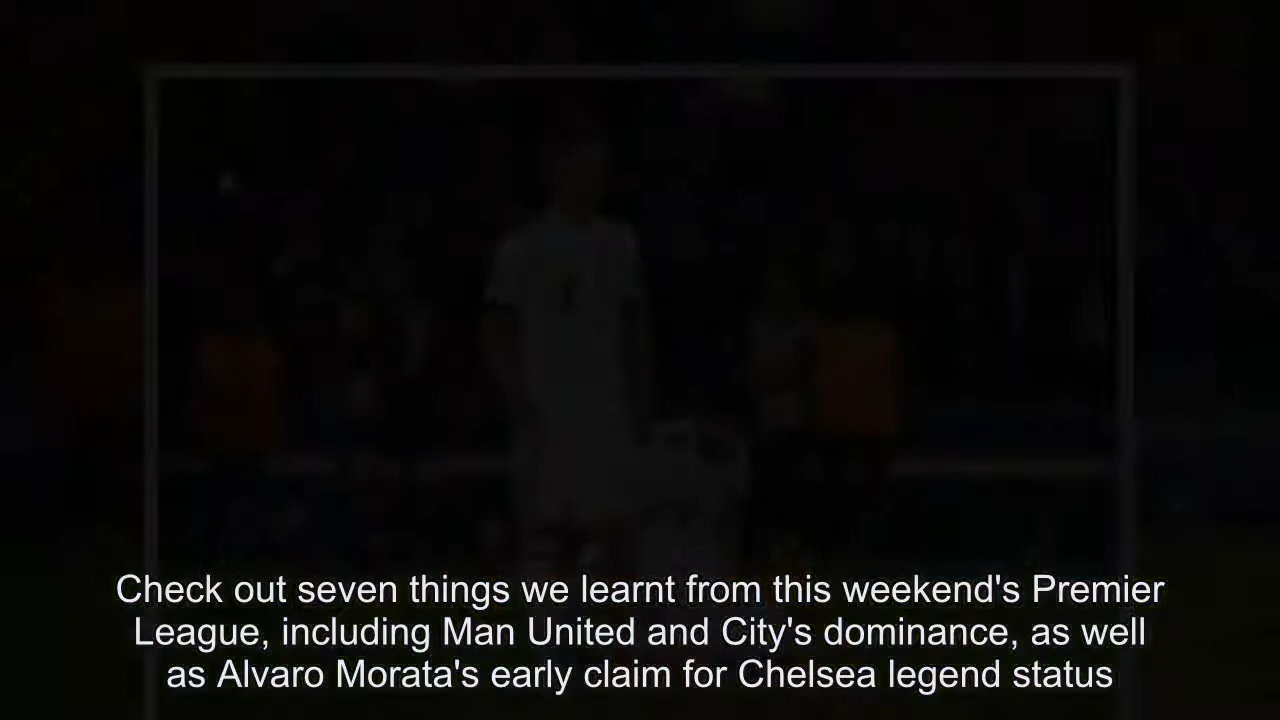 Check out seven things we learnt from this weekend's Premier
League, including Man United and City's dominance, as well
as Alvaro Morata's early claim for Chelsea legend status